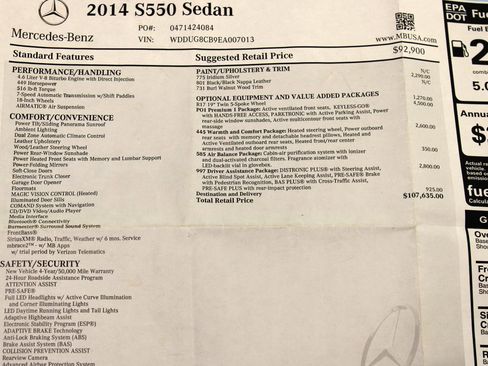 2014 S550 Sedan
Mercedes-Benz
PO#: 0471424084
VIN: WDDUG8CB9EA007013
www.MBUSA.com
Standard Features
Suggested Retail Price
$92,900
PERFORMANCE/HANDLING
4.6 Liter V-8 Biturbo Engine with Direct Injection
449 Horsepower
516 lb-ft Torque
7-Speed Automatic Transmission w/Shift Paddles
18-Inch Wheels
AIRMATIC® Air Suspension
COMFORT/CONVENIENCE
Power Tilt/Sliding Panorama Sunroof
Ambient Lighting
Dual Zone Automatic Climate Control
Leather Upholstery
Wood/Leather Steering Wheel
Power Rear-Window Sunshade
Power Heated Front Seats with Memory and Lumbar Support
Power-Folding Mirrors
Soft-Close Doors
Electronic Trunk Closer
Garage Door Opener
Floormats
MAGIC VISION CONTROL (Heated)
Illuminated Door Sills
COMAND System with Navigation
CD/DVD Video/Audio Player
Media Interface
Bluetooth® Connectivity
Burmester® Surround Sound System
FrontBass®
SiriusXM® Radio, Traffic, Weather w/ 6 mos. Service
mbrace2™ - w/ MB Apps
w/ trial period by Verizon Telematics
SAFETY/SECURITY
New Vehicle 4-Year/50,000 Mile Warranty
24-Hour Roadside Assistance Program
ATTENTION ASSIST
PRE-SAFE®
Full LED Headlights w/ Active Curve Illumination
and Corner Illuminating Lights
LED Daytime Running Lights and Tail Lights
Adaptive Highbeam Assist
Electronic Stability Program (ESP®)
ADAPTIVE BRAKE Technology
Anti-Lock Braking System (ABS)
Brake Assist System (BAS)
COLLISION PREVENTION ASSIST
Rearview Camera
PAINT/UPHOLSTERY & TRIM
775 Iridium Silver N/C
801 Black/Black Nappa Leather 2,290.00
731 Burl Walnut Wood Trim N/C
OPTIONAL EQUIPMENT AND VALUE ADDED PACKAGES
R17 19" Twin 5-Spoke Wheel 1,270.00
PO1 Premium 1 Package: Active ventilated front seats, KEYLESS-GO® 4,500.00
with HANDS-FREE ACCESS, PARKTRONIC with Active Parking Assist, Power
rear-side window sunshades, Active multicontour front seats
with massage
445 Warmth and Comfort Package: Heated steering wheel, Power outboard 2,600.00
rear seats with memory and detachable headrest pillows, Heated and
Active Ventilated outboard rear seats, Heated front/rear center
armrests and heated door armrests
585 Air Balance Package: Cabin-air purification system with ionizer 350.00
and dual-activated charcoal filters. Fragrance atomizer with
LED-backlit vial in glovebox.
997 Driver Assistance Package: DISTRONIC PLUS® with Steering Assist, 2,800.00
Active Blind Spot Assist, Active Lane Keeping Assist, PRE-SAFE® Brake
with Pedestrian Recognition, BAS PLUS® with Cross-Traffic Assist,
PRE-SAFE PLUS with rear-impact protection
Destination and Delivery 925.00
Total Retail Price $107,635.00
EPA
DOT
Fuel
2
5.
Annual
$